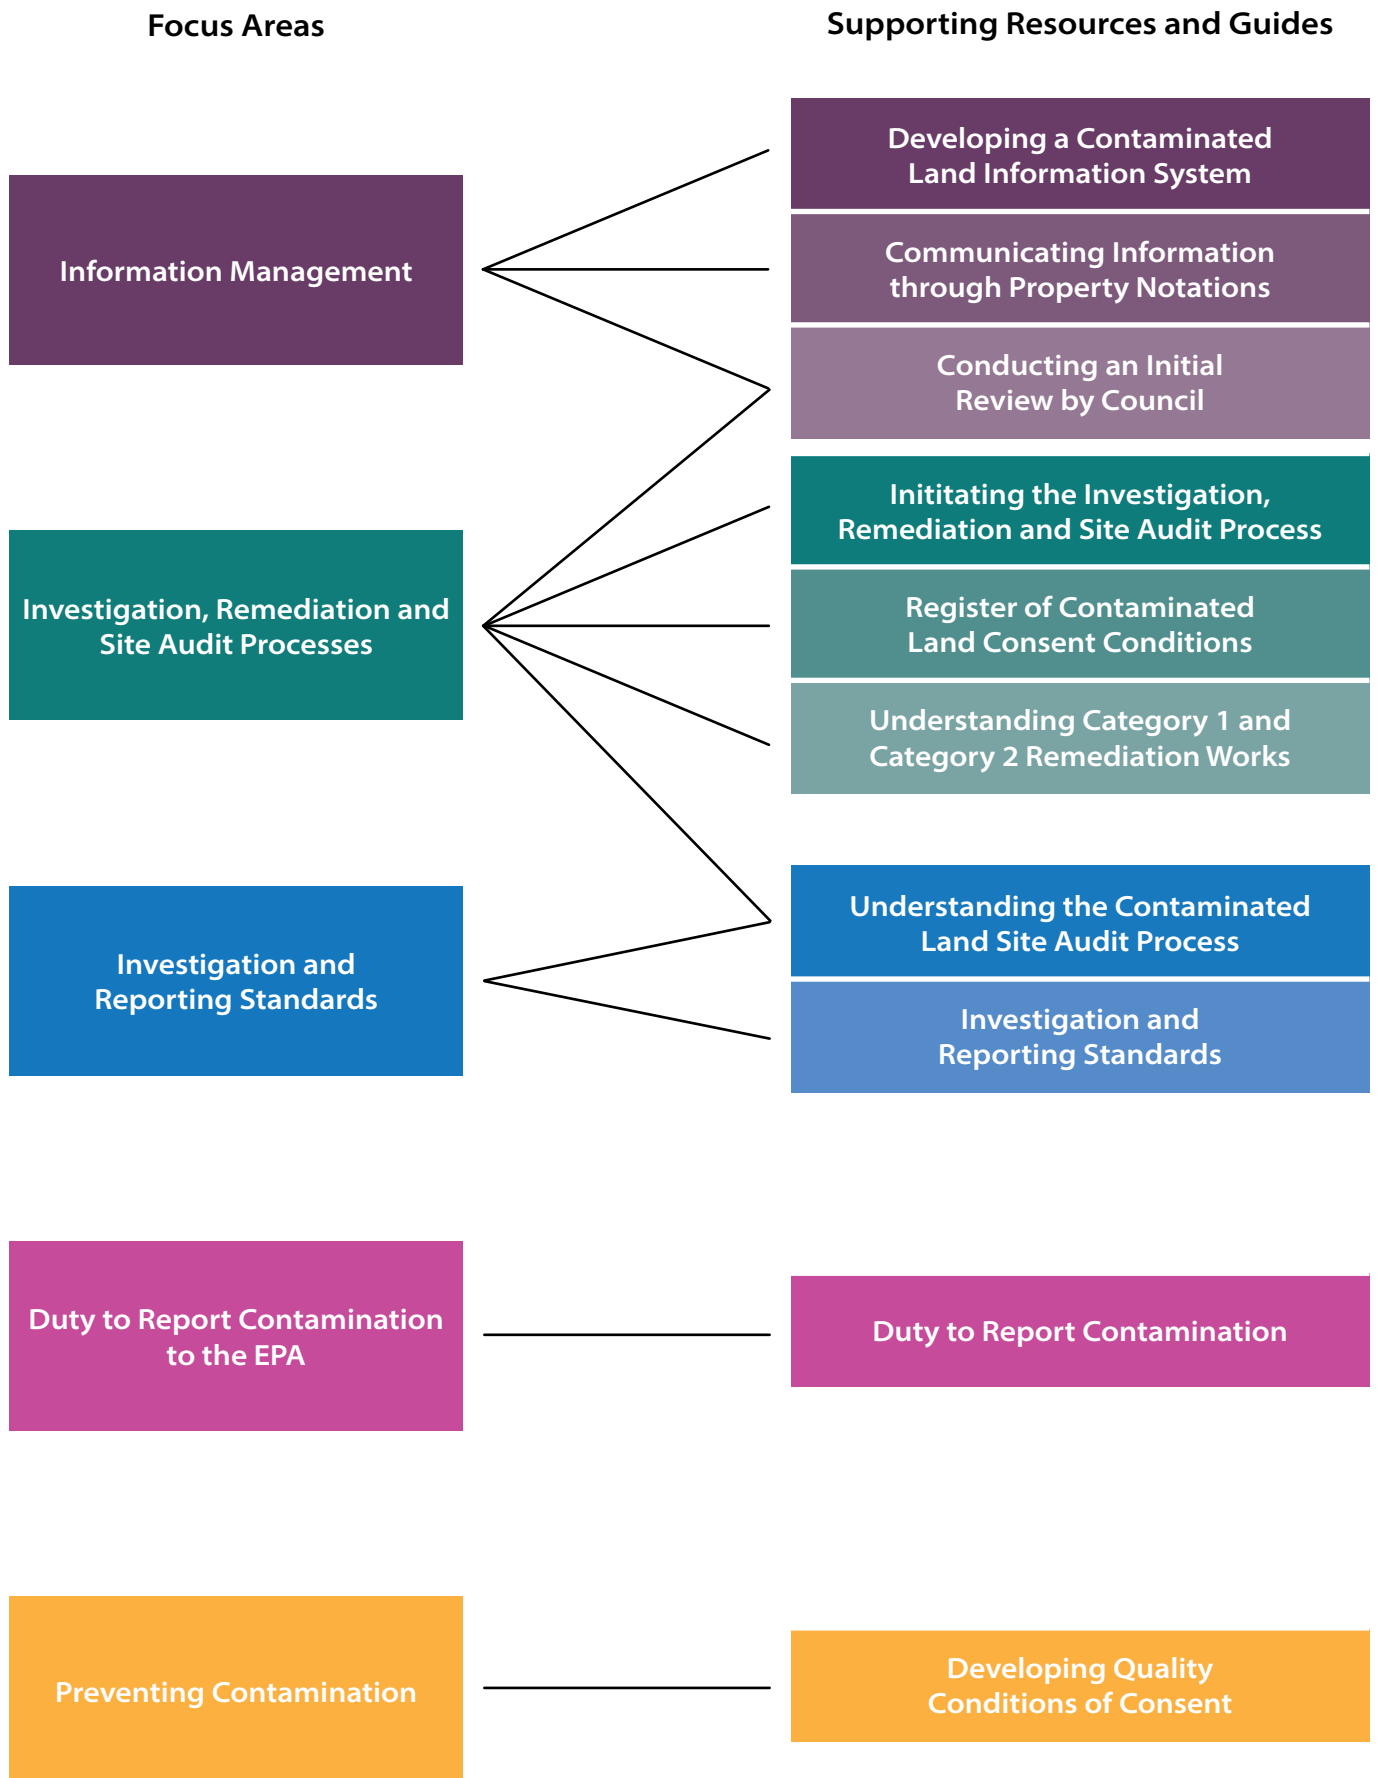 Focus Areas
Supporting Resources and Guides
Information Management
Developing a Contaminated
Land Information System
Communicating Information
through Property Notations
Conducting an Initial
Review by Council
Investigation, Remediation and
Site Audit Processes
Inititating the Investigation,
Remediation and Site Audit Process
Register of Contaminated
Land Consent Conditions
Understanding Category 1 and
Category 2 Remediation Works
Investigation and
Reporting Standards
Understanding the Contaminated
Land Site Audit Process
Investigation and
Reporting Standards
Duty to Report Contamination
to the EPA
Duty to Report Contamination
Preventing Contamination
Developing Quality
Conditions of Consent